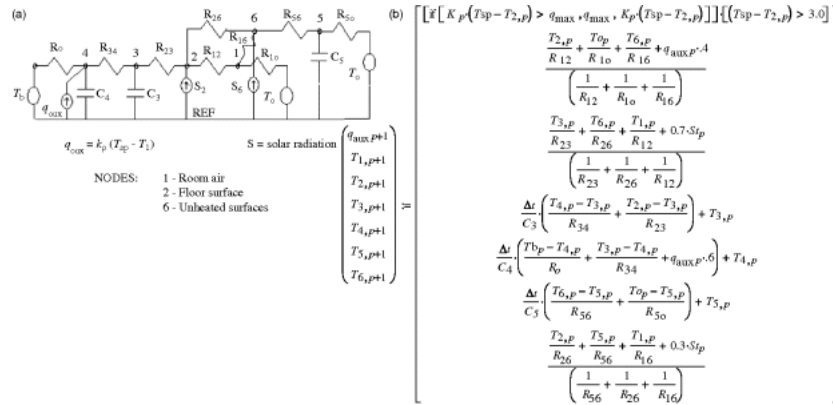 (a)
R26
6
R56
5
R5o
R16
Ro
4
R34
3
R23
2
R12
1
R1o
C5
Tb
qaux
C4
C3
S2
S6
To
To
REF
qaux = kp (Tsp - T1)
S = solar radiation
NODES: 1 - Room air
2 - Floor surface
6 - Unheated surfaces
qaux p+1
T1,p+1
T2,p+1
T3,p+1
T4,p+1
T5,p+1
T6,p+1
(b)
[[if[Kp·(Tsp−T2,p) > qmax, qmax, Kp·(Tsp−T2,p)]]]·[(Tsp−T2,p) > 3.0]
T2,p/R12 + Top/R1o + T6,p/R16 + qauxp·.4
(1/R12 + 1/R1o + 1/R16)
T3,p/R23 + T6,p/R26 + T1,p/R12 + 0.7·Stp
(1/R23 + 1/R26 + 1/R12)
Δt/C3·(T4,p−T3,p/R34 + T2,p−T3,p/R23) + T3,p
Δt/C4·(Tbp−T4,p/Ro + T3,p−T4,p/R34 + qauxp·.6) + T4,p
Δt/C5·(T6,p−T5,p/R56 + Top−T5,p/R5o) + T5,p
T2,p/R26 + T5,p/R56 + T1,p/R16 + 0.3·Stp
(1/R56 + 1/R26 + 1/R16)